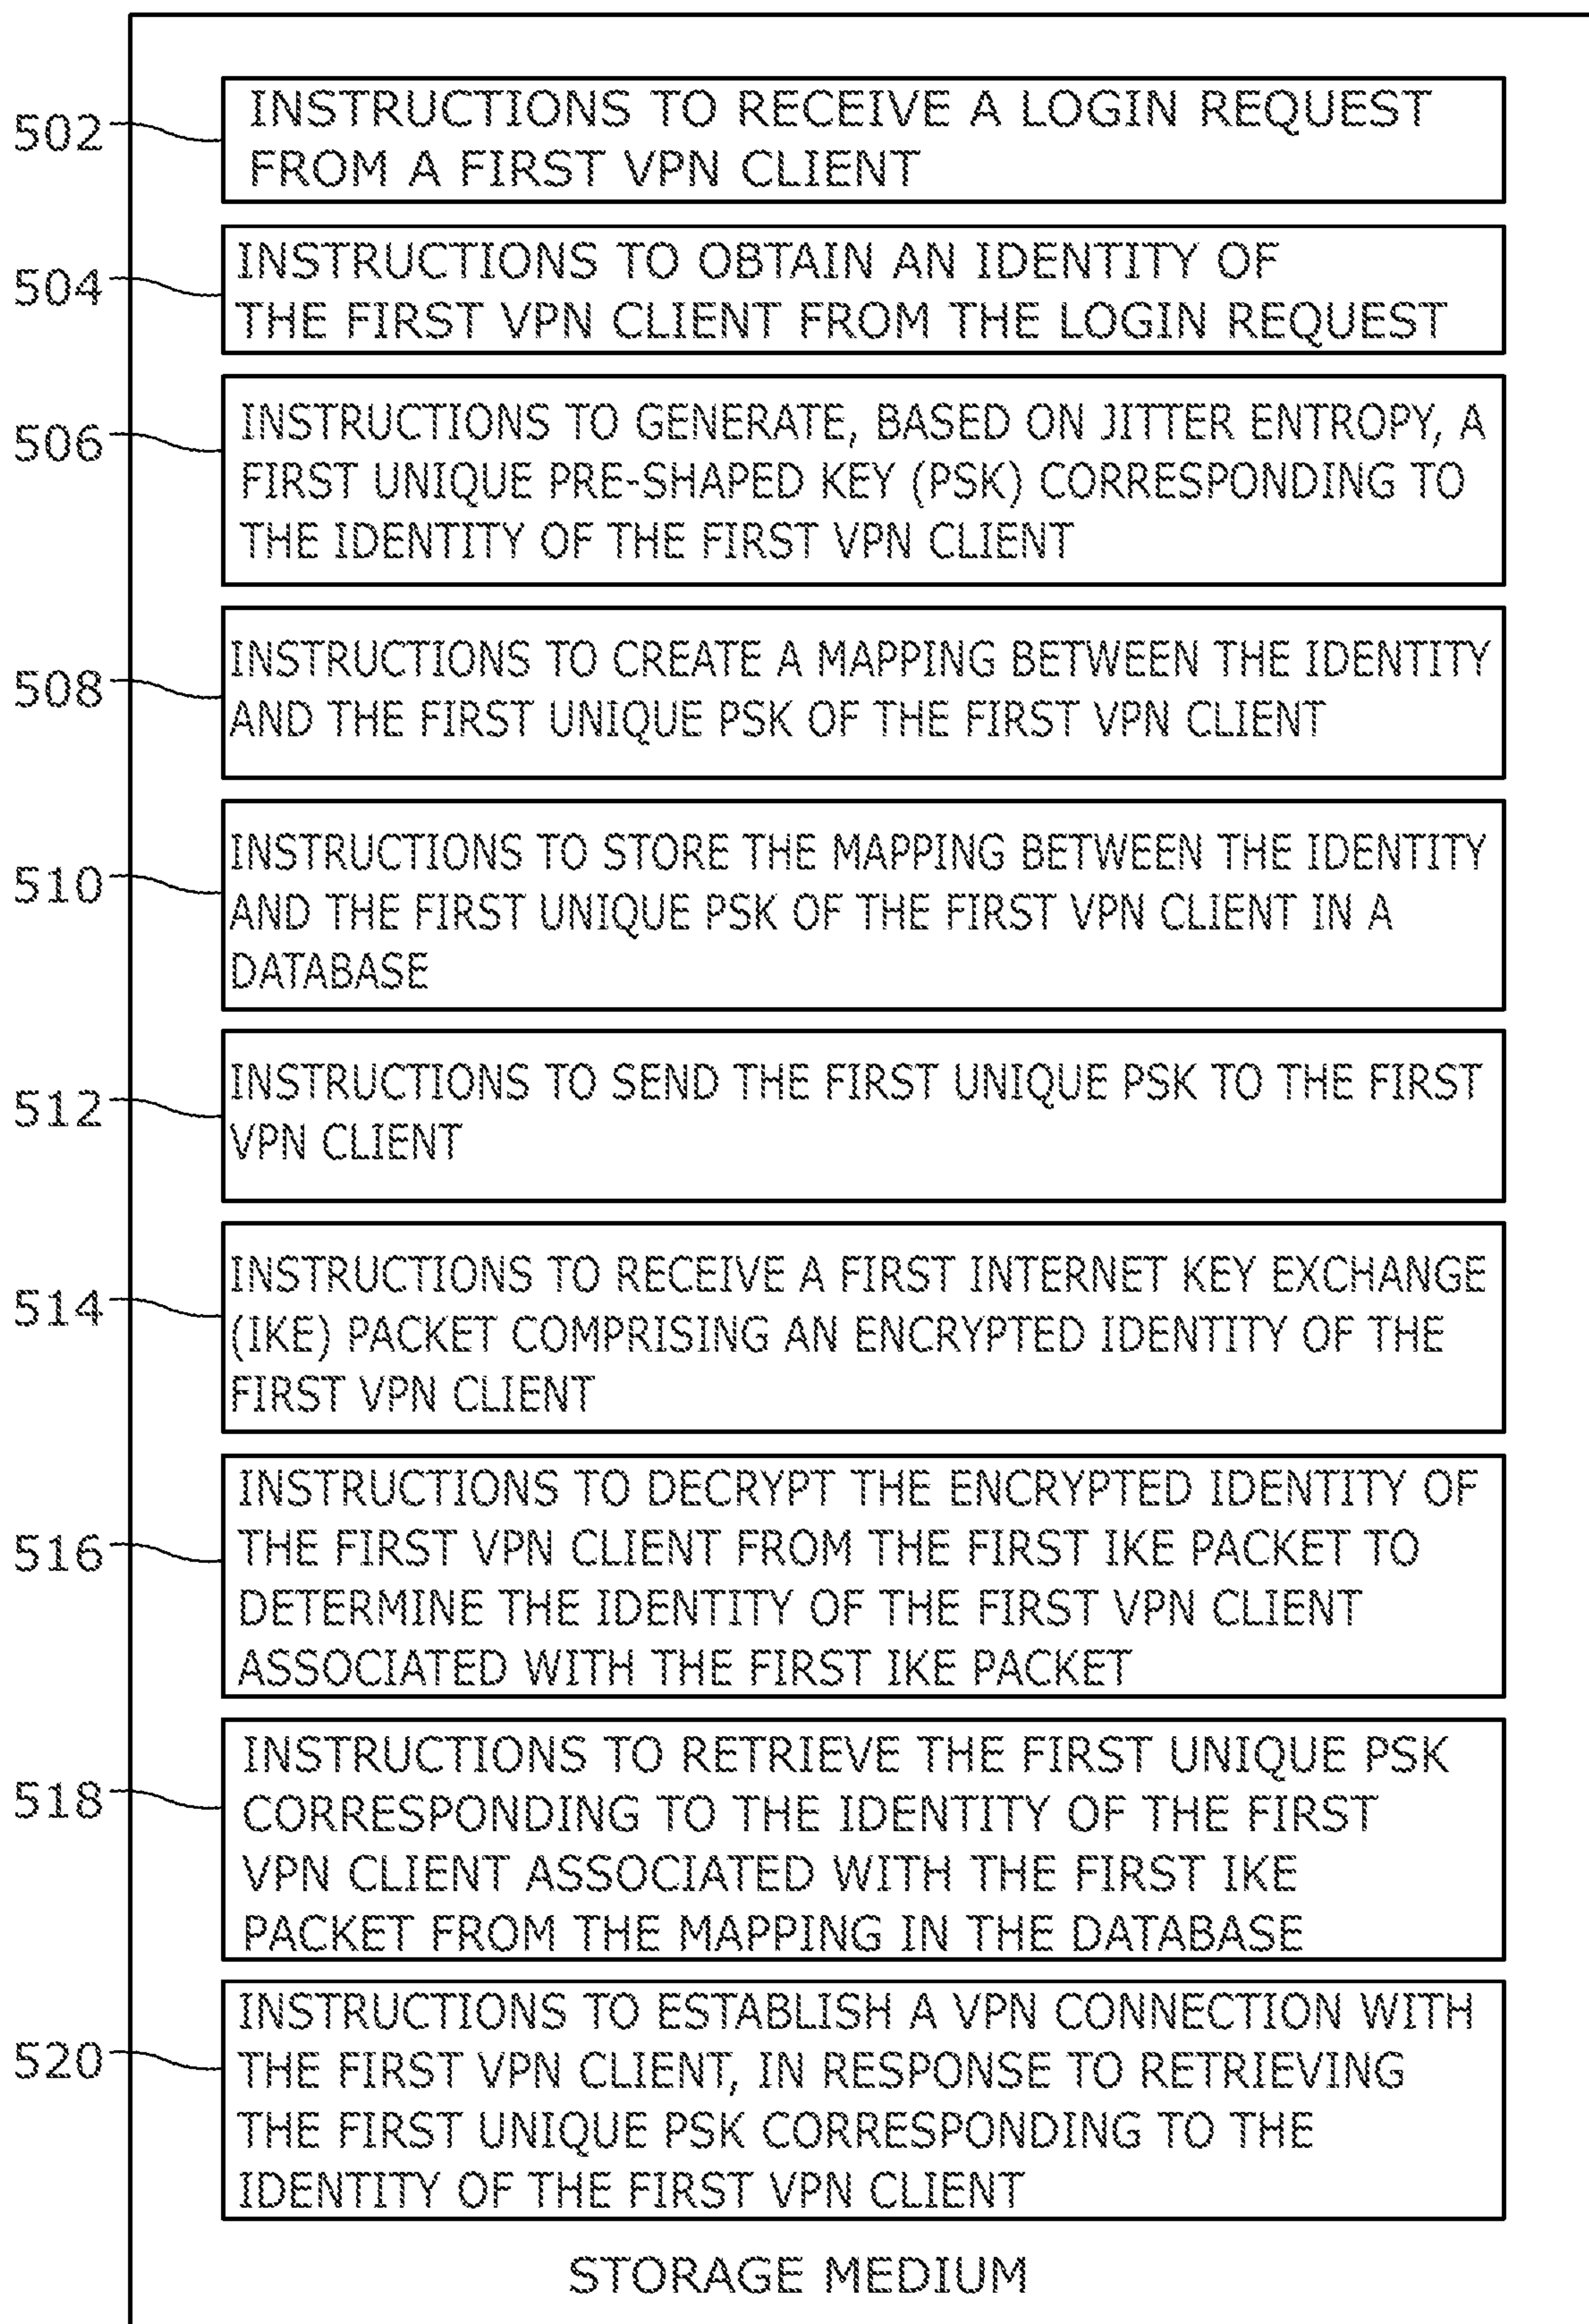 502
INSTRUCTIONS TO RECEIVE A LOGIN REQUEST
FROM A FIRST VPN CLIENT
504
INSTRUCTIONS TO OBTAIN AN IDENTITY OF
THE FIRST VPN CLIENT FROM THE LOGIN REQUEST
506
INSTRUCTIONS TO GENERATE, BASED ON JITTER ENTROPY, A
FIRST UNIQUE PRE-SHAPED KEY (PSK) CORRESPONDING TO
THE IDENTITY OF THE FIRST VPN CLIENT
508
INSTRUCTIONS TO CREATE A MAPPING BETWEEN THE IDENTITY
AND THE FIRST UNIQUE PSK OF THE FIRST VPN CLIENT
510
INSTRUCTIONS TO STORE THE MAPPING BETWEEN THE IDENTITY
AND THE FIRST UNIQUE PSK OF THE FIRST VPN CLIENT IN A
DATABASE
512
INSTRUCTIONS TO SEND THE FIRST UNIQUE PSK TO THE FIRST
VPN CLIENT
514
INSTRUCTIONS TO RECEIVE A FIRST INTERNET KEY EXCHANGE
(IKE) PACKET COMPRISING AN ENCRYPTED IDENTITY OF THE
FIRST VPN CLIENT
516
INSTRUCTIONS TO DECRYPT THE ENCRYPTED IDENTITY OF
THE FIRST VPN CLIENT FROM THE FIRST IKE PACKET TO
DETERMINE THE IDENTITY OF THE FIRST VPN CLIENT
ASSOCIATED WITH THE FIRST IKE PACKET
518
INSTRUCTIONS TO RETRIEVE THE FIRST UNIQUE PSK
CORRESPONDING TO THE IDENTITY OF THE FIRST
VPN CLIENT ASSOCIATED WITH THE FIRST IKE
PACKET FROM THE MAPPING IN THE DATABASE
520
INSTRUCTIONS TO ESTABLISH A VPN CONNECTION WITH
THE FIRST VPN CLIENT, IN RESPONSE TO RETRIEVING
THE FIRST UNIQUE PSK CORRESPONDING TO THE
IDENTITY OF THE FIRST VPN CLIENT
STORAGE MEDIUM